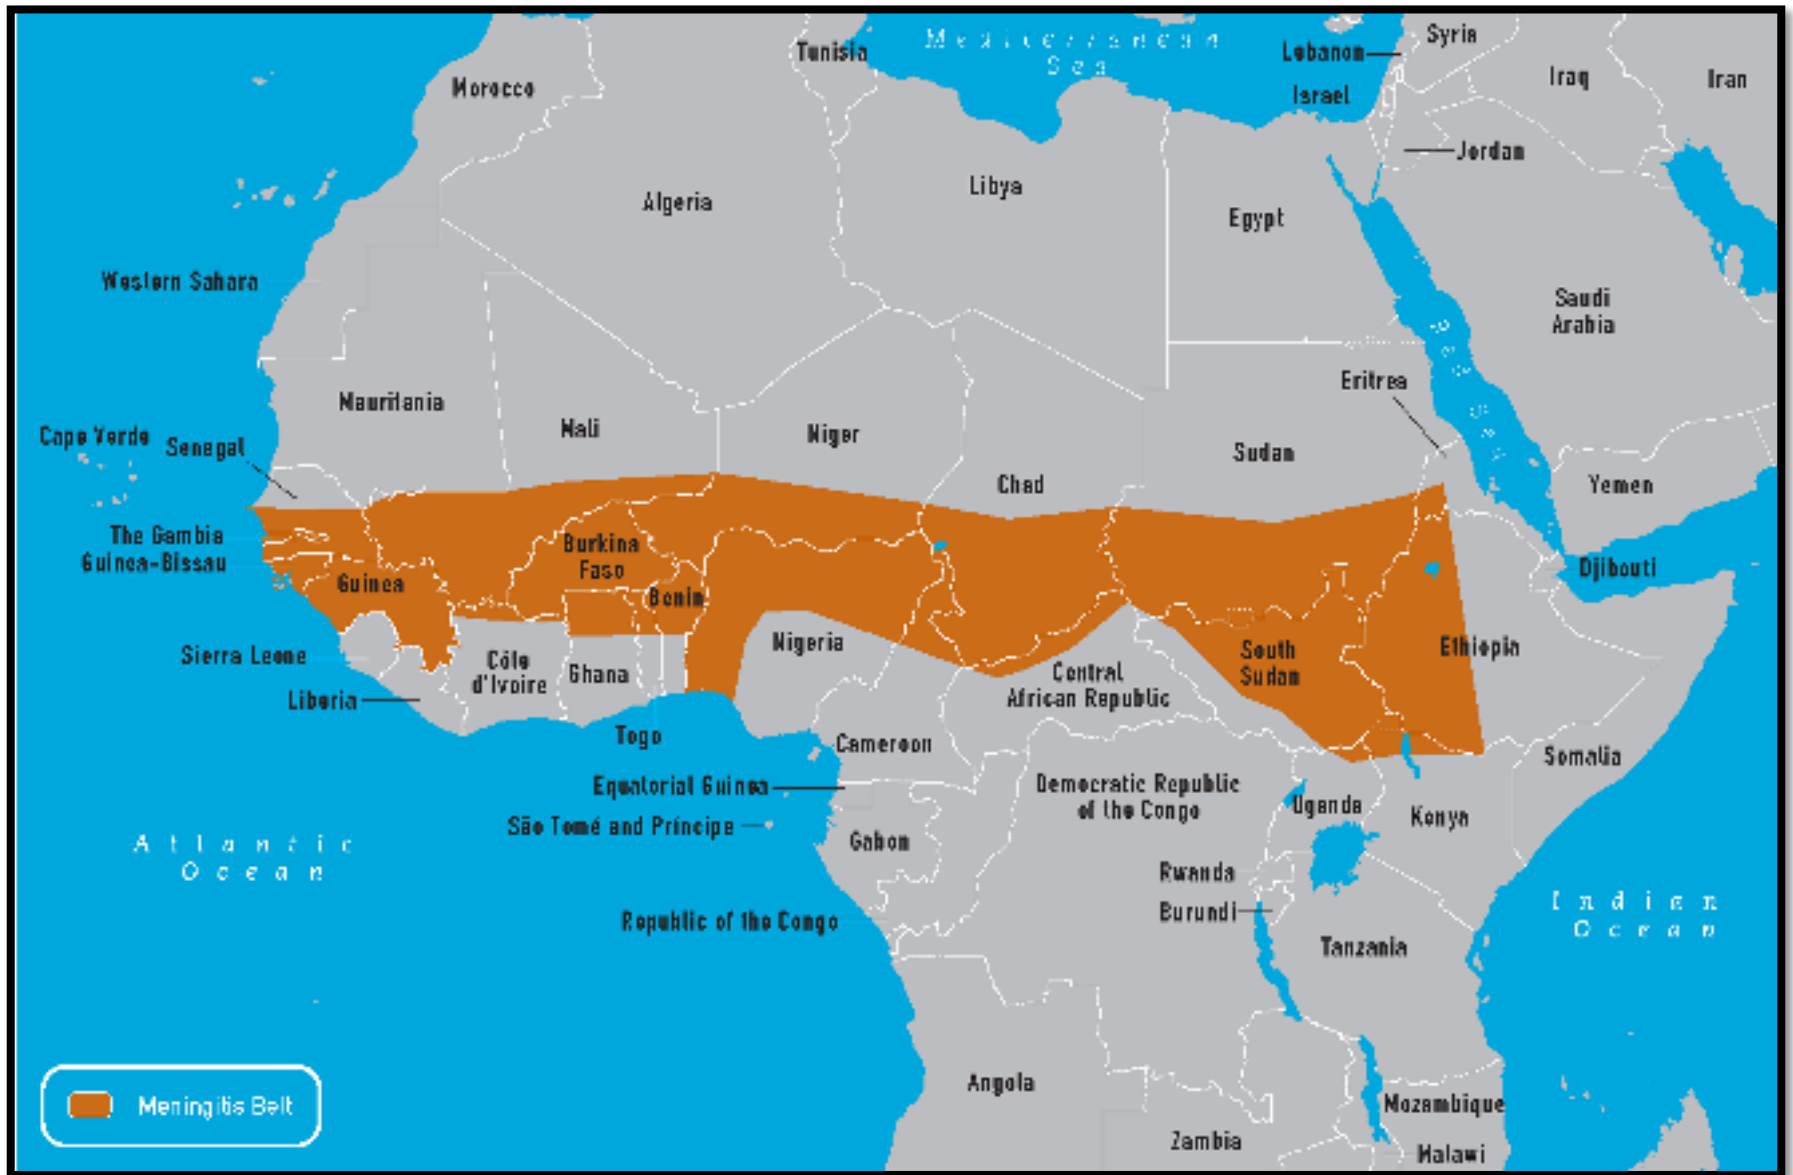 Mediterranean
Sea
Tunisia
Lebanon
Syria
Morocco
Israel
Iraq
Iran
Jordan
Algeria
Libya
Egypt
Western Sahara
Saudi
Arabia
Red Sea
Eritrea
Mauritania
Mali
Niger
Chad
Sudan
Yemen
Cape Verde
Senegal
The Gambia
Guinea-Bissau
Guinea
Burkina
Faso
Benin
Djibouti
Sierra Leone
Liberia
Côte
d'Ivoire
Ghana
Togo
Nigeria
Central
African Republic
South
Sudan
Ethiopia
Somalia
Cameroon
Equatorial Guinea
São Tomé and Príncipe
Gabon
Democratic Republic
of the Congo
Uganda
Kenya
Rwanda
Burundi
Republic of the Congo
Tanzania
Atlantic
Ocean
Indian
Ocean
Angola
Zambia
Mozambique
Malawi
Meningitis Belt